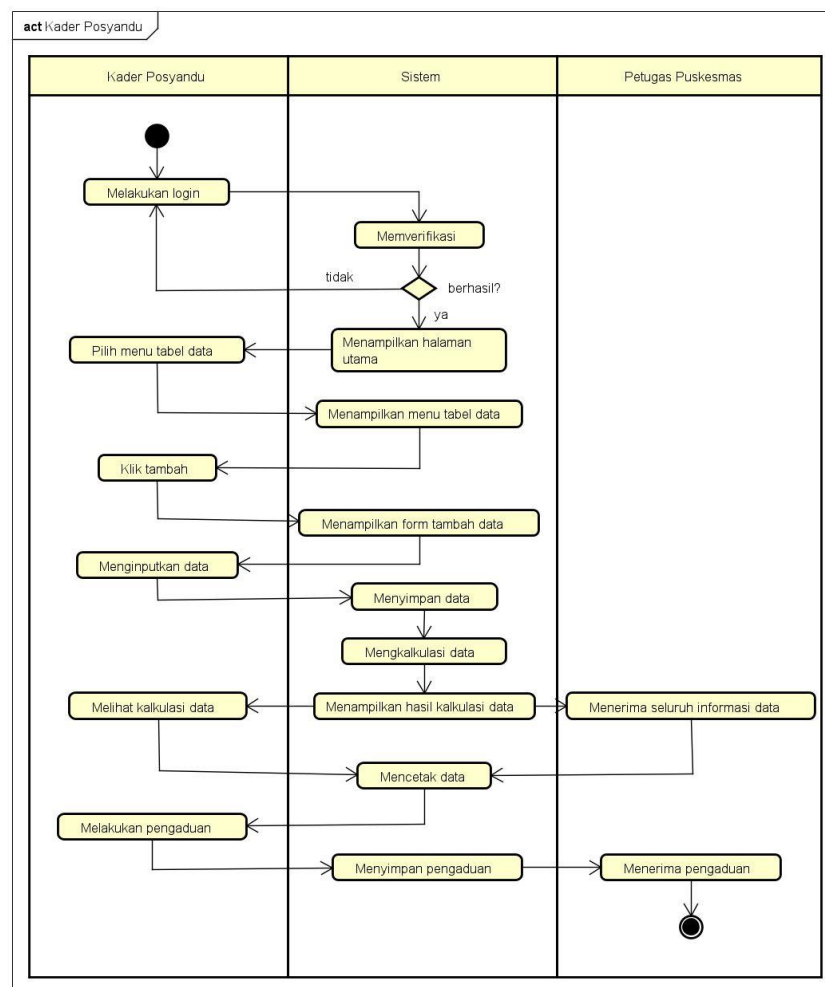 act Kader Posyandu
Kader Posyandu
Sistem
Petugas Puskesmas
Melakukan login
Memverifikasi
tidak
berhasil?
ya
Menampilkan halaman
utama
Pilih menu tabel data
Menampilkan menu tabel data
Klik tambah
Menampilkan form tambah data
Menginputkan data
Menyimpan data
Mengkalkulasi data
Melihat kalkulasi data
Menampilkan hasil kalkulasi data
Menerima seluruh informasi data
Mencetak data
Melakukan pengaduan
Menyimpan pengaduan
Menerima pengaduan